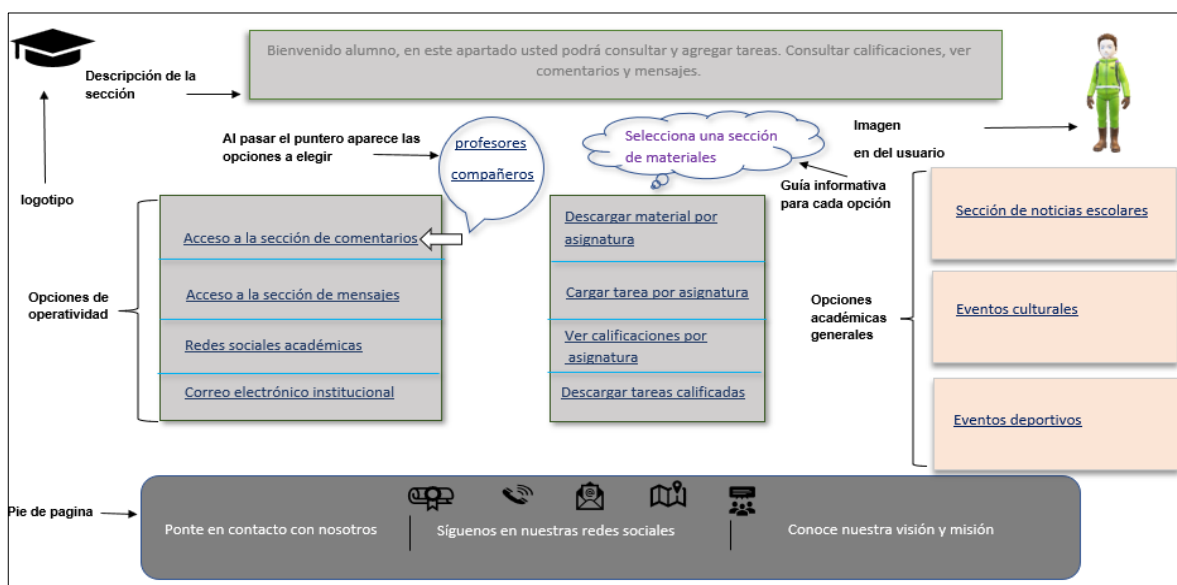 Bienvenido alumno, en este apartado usted podrá consultar y agregar tareas. Consultar calificaciones, ver
comentarios y mensajes.
Descripción de la
sección
logotipo
Al pasar el puntero aparece las
opciones a elegir
profesores
compañeros
Selecciona una sección
de materiales
Imagen
en del usuario
Guía informativa
para cada opción
Opciones de
operatividad
Acceso a la sección de comentarios
Acceso a la sección de mensajes
Redes sociales académicas
Correo electrónico institucional
Descargar material por
asignatura
Cargar tarea por asignatura
Ver calificaciones por
asignatura
Descargar tareas calificadas
Opciones
académicas
generales
Sección de noticias escolares
Eventos culturales
Eventos deportivos
Pie de pagina
Ponte en contacto con nosotros
Síguenos en nuestras redes sociales
Conoce nuestra visión y misión